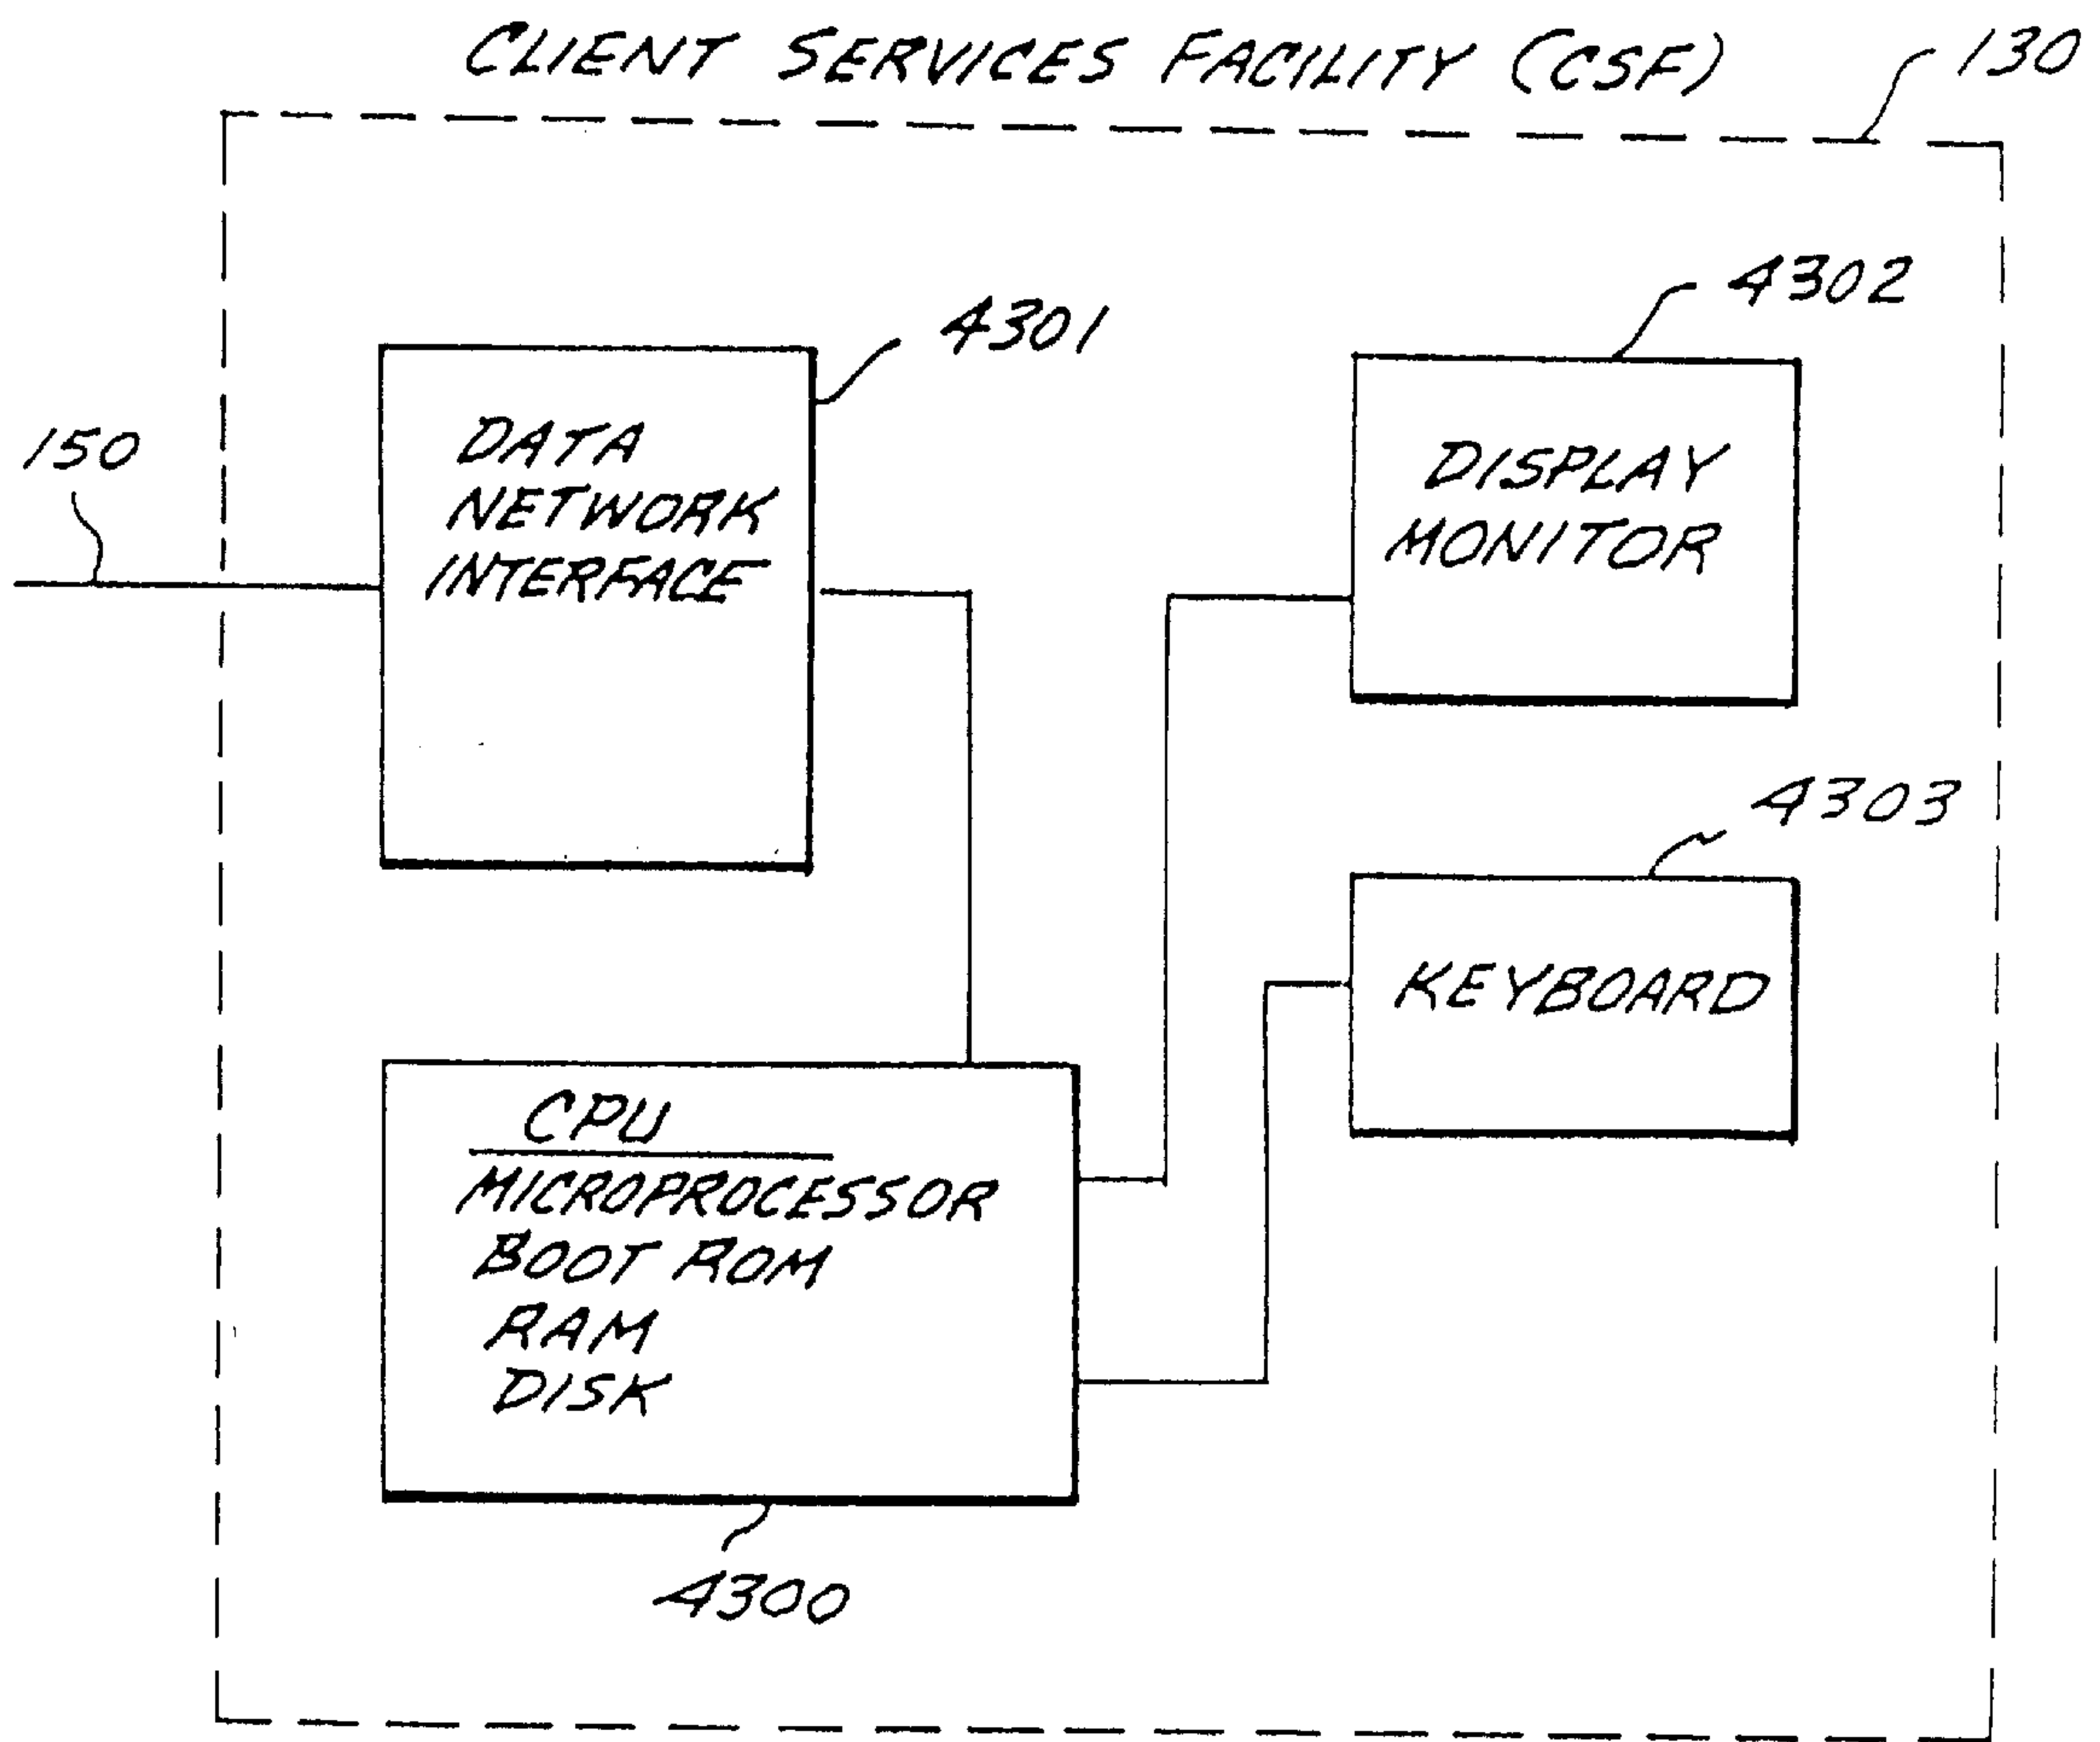 CLIENT SERVICES FACILITY (CSF)
130
4301
4302
150
DATA
NETWORK
INTERFACE
DISPLAY
MONITOR
4303
KEYBOARD
CPU
MICROPROCESSOR
BOOT ROM
RAM
DISK
4300